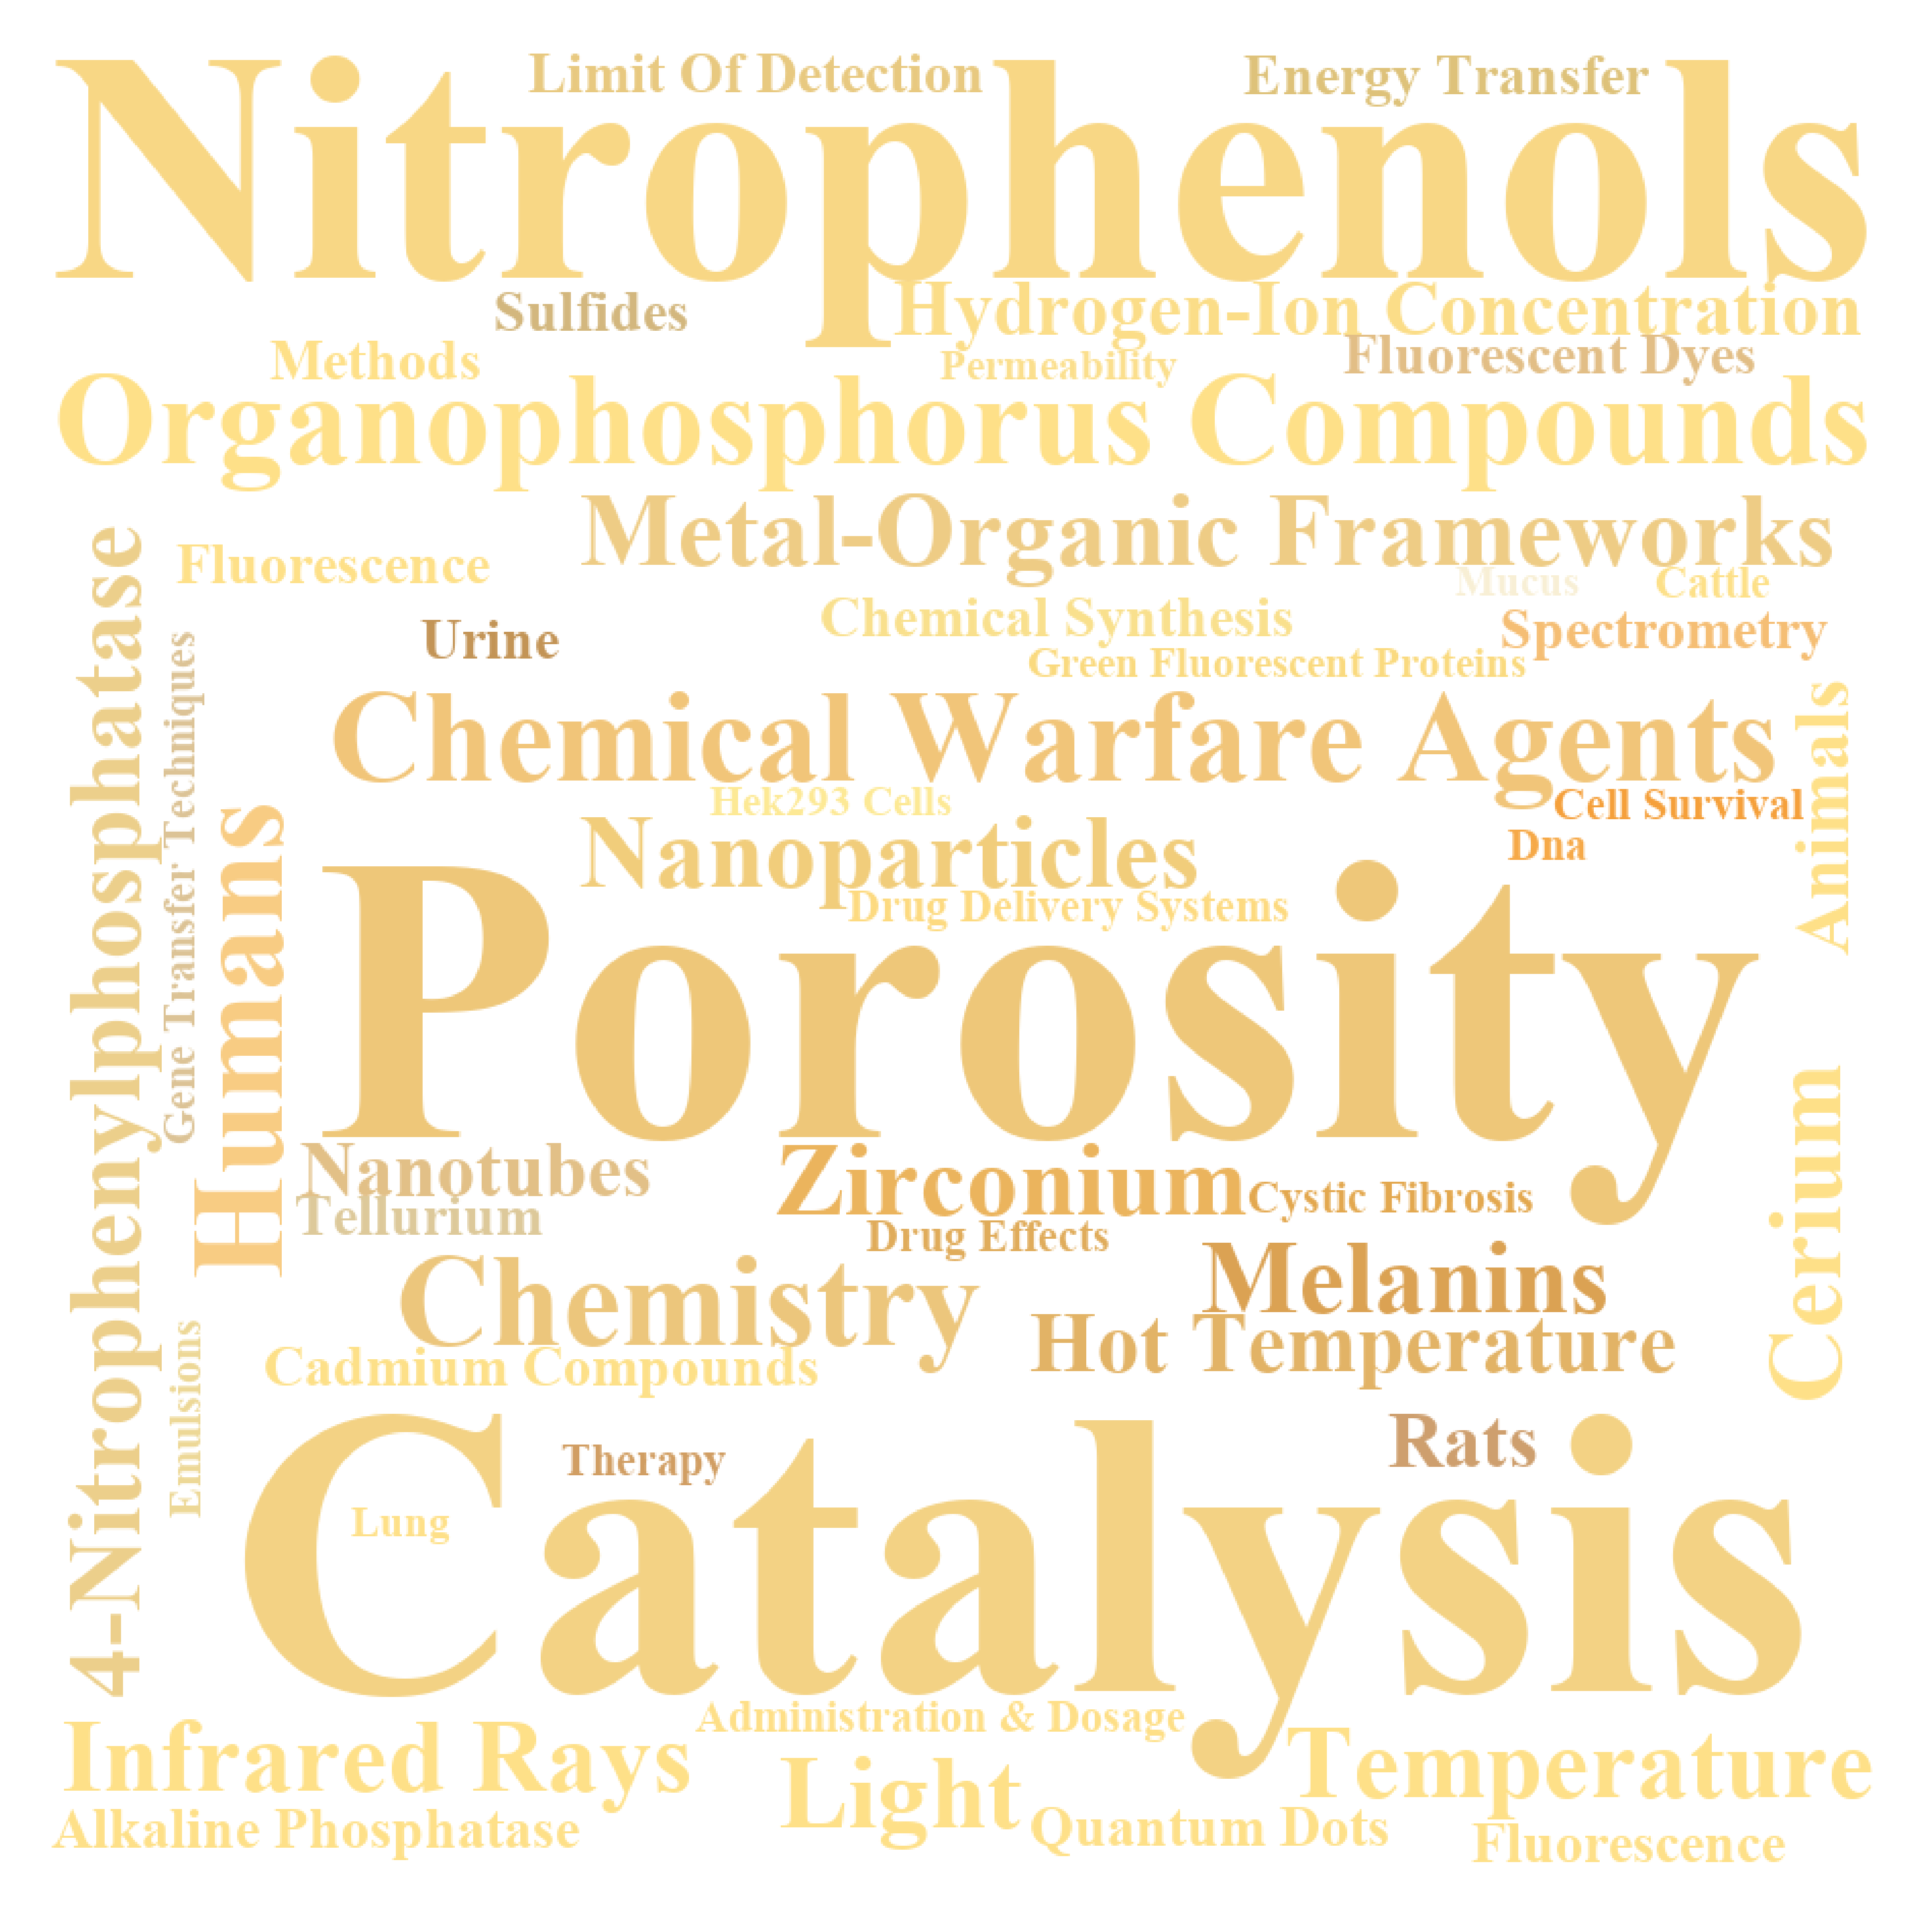 Limit Of Detection
Energy Transfer
Nitrophenols
Sulfides
Hydrogen-Ion Concentration
Methods
Permeability
Fluorescent Dyes
Organophosphorus Compounds
Metal-Organic Frameworks
Fluorescence
Mucus
Cattle
Chemical Synthesis
Urine
Spectrometry
Green Fluorescent Proteins
4-Nitrophenylphosphatase
Gene Transfer Techniques
Humans
Chemical Warfare Agents
Animals
Hek293 Cells
Cell Survival
Nanoparticles
Dna
Drug Delivery Systems
Porosity
Nanotubes
Zirconium
Cystic Fibrosis
Tellurium
Drug Effects
Cerium
Chemistry
Melanins
Hot Temperature
Emulsions
Cadmium Compounds
Catalysis
Therapy
Rats
Lung
Administration & Dosage
Infrared Rays
Light
Temperature
Alkaline Phosphatase
Quantum Dots
Fluorescence